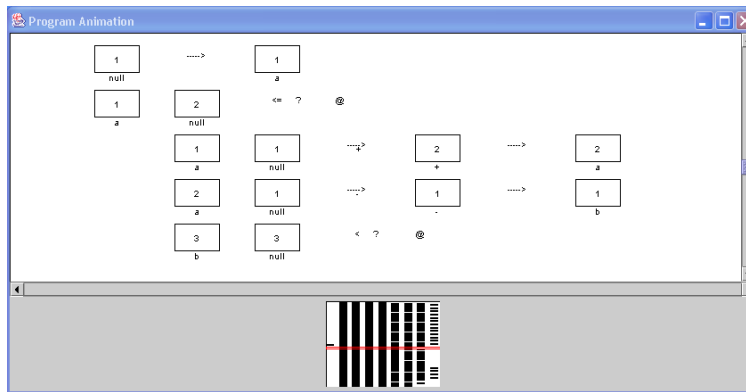 Program Animation
1 -----> 1
null a
1 2 <= ? @
a null
1 1 -----> 2 -----> 2
a null + + a
2 1 -----> 1 -----> 1
a null - - b
3 3 < ? @
b null